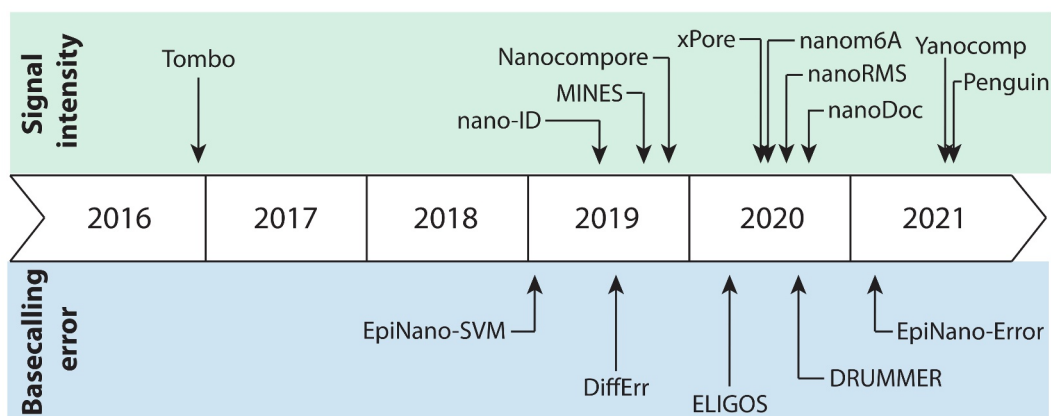 Signal
intensity
Tombo
nano-ID
MINES
Nanocompore
xPore
nanom6A
nanoRMS
nanoDoc
Yanocomp
Penguin
2016
2017
2018
2019
2020
2021
Basecalling
error
EpiNano-SVM
DiffErr
ELIGOS
DRUMMER
EpiNano-Error